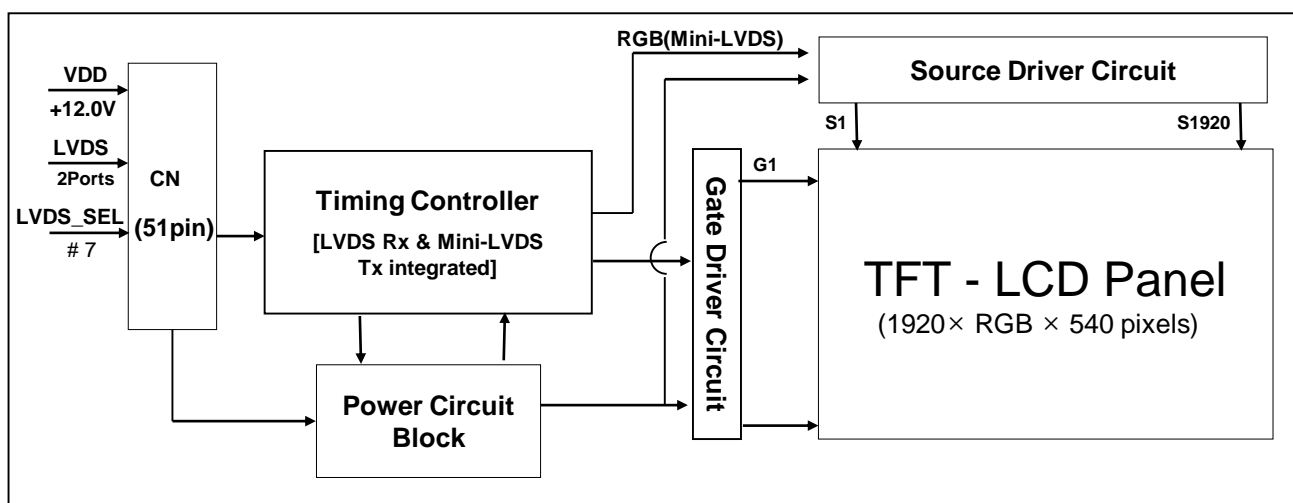 VDD
+12.0V
LVDS
2Ports
LVDS_SEL
# 7
CN
(51pin)
Timing Controller
[LVDS Rx & Mini-LVDS
Tx integrated]
Power Circuit
Block
RGB(Mini-LVDS)
Source Driver Circuit
S1
S1920
Gate Driver Circuit
G1
TFT - LCD Panel
(1920× RGB × 540 pixels)